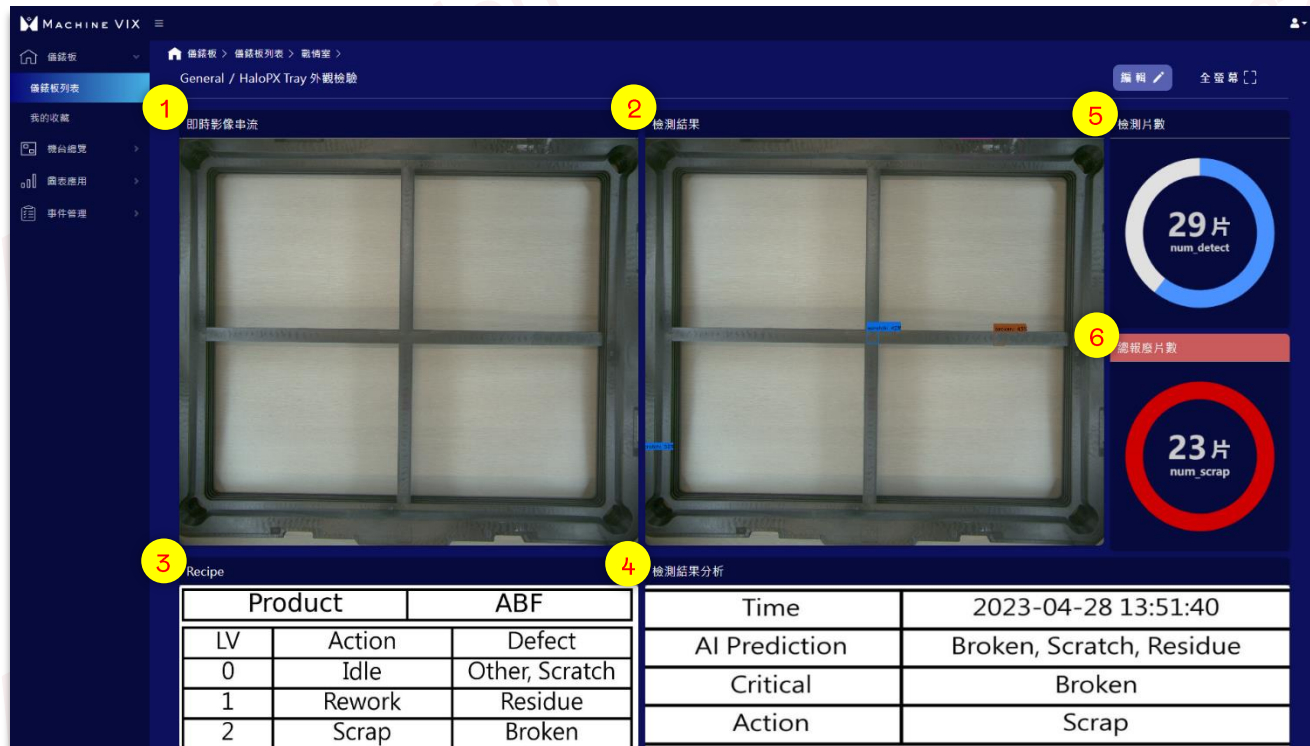 MACHINE VIX
儀錶板
儀錶板列表
我的收藏
機台總覽
圖表應用
事件管理
儀錶板 > 儀錶板列表 > 戰情室 >
General / HaloPX Tray 外觀檢驗
編輯
全螢幕
1
即時影像串流
2
檢測結果
5
檢測片數
29片
num_detect
6
總報廢片數
23片
num_scrap
3
Recipe
Product ABF
LV Action Defect
0 Idle Other, Scratch
1 Rework Residue
2 Scrap Broken
4
檢測結果分析
Time 2023-04-28 13:51:40
AI Prediction Broken, Scratch, Residue
Critical Broken
Action Scrap